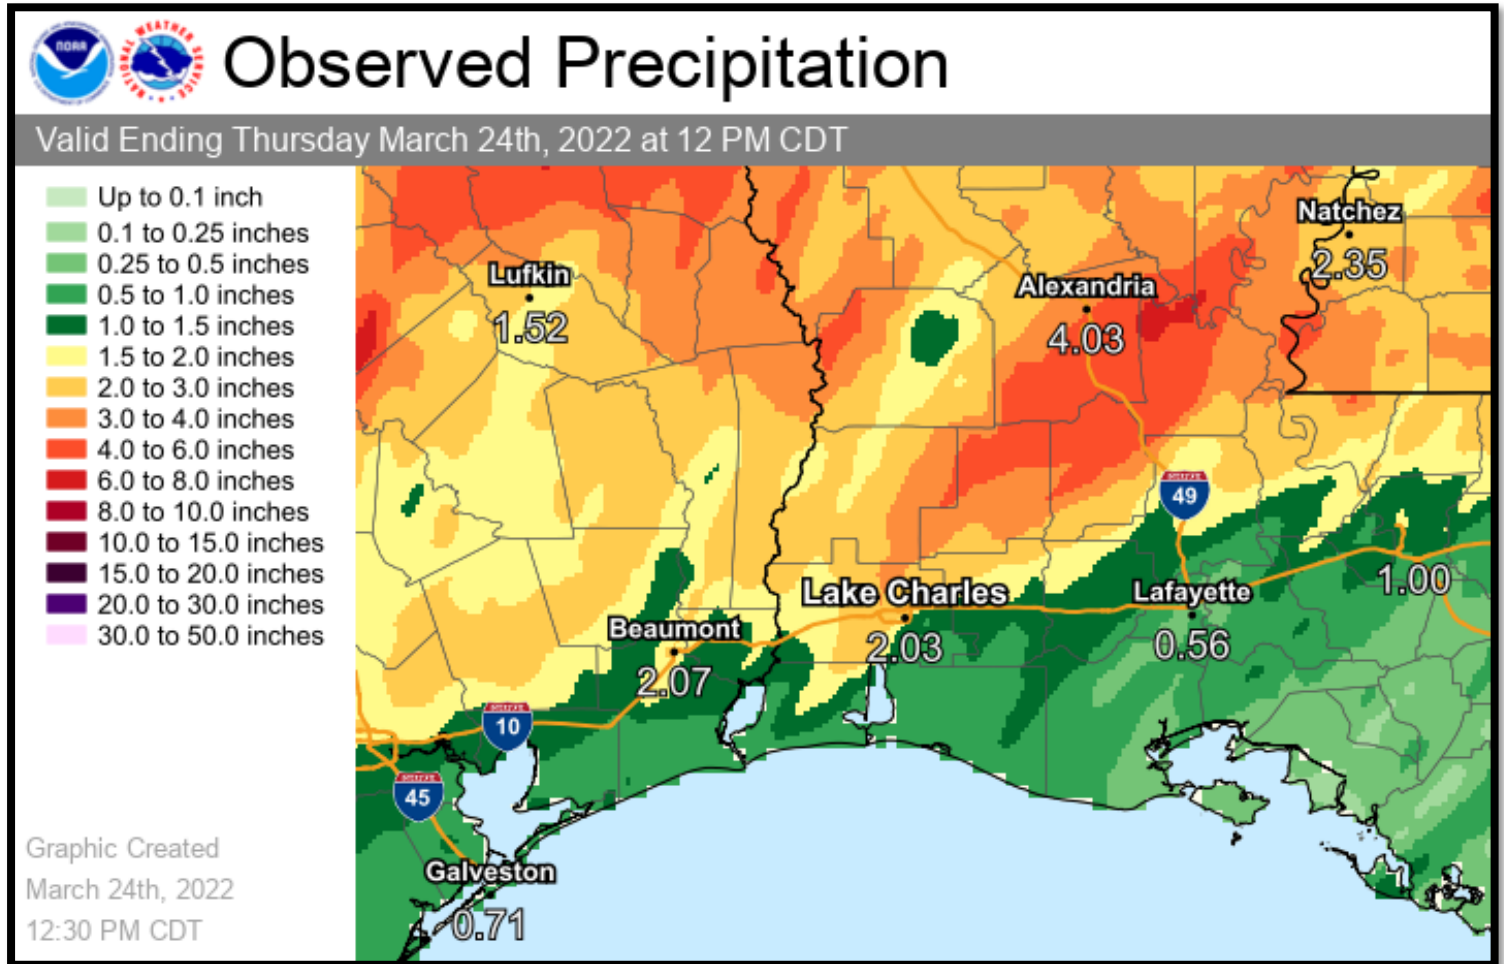 NOAA
NATIONAL WEATHER SERVICE
Observed Precipitation
Valid Ending Thursday March 24th, 2022 at 12 PM CDT
Up to 0.1 inch
0.1 to 0.25 inches
0.25 to 0.5 inches
0.5 to 1.0 inches
1.0 to 1.5 inches
1.5 to 2.0 inches
2.0 to 3.0 inches
3.0 to 4.0 inches
4.0 to 6.0 inches
6.0 to 8.0 inches
8.0 to 10.0 inches
10.0 to 15.0 inches
15.0 to 20.0 inches
20.0 to 30.0 inches
30.0 to 50.0 inches
Graphic Created
March 24th, 2022
12:30 PM CDT
Natchez
2.35
Lufkin
1.52
Alexandria
4.03
49
Lake Charles
2.03
Lafayette
0.56
1.00
Beaumont
2.07
10
45
Galveston
0.71